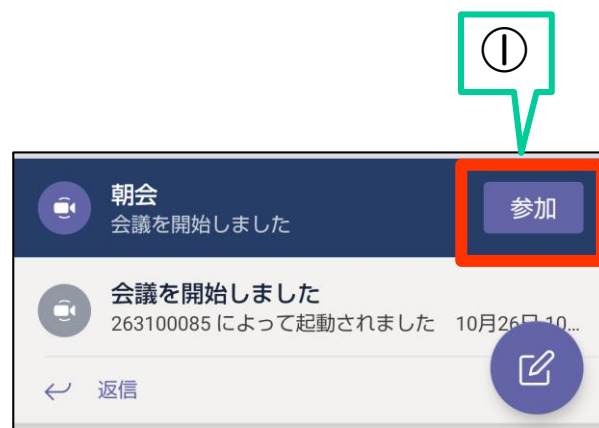 ①
朝会
会議を開始しました
参加
会議を開始しました
263100085 によって起動されました 10月26日 10...
返信